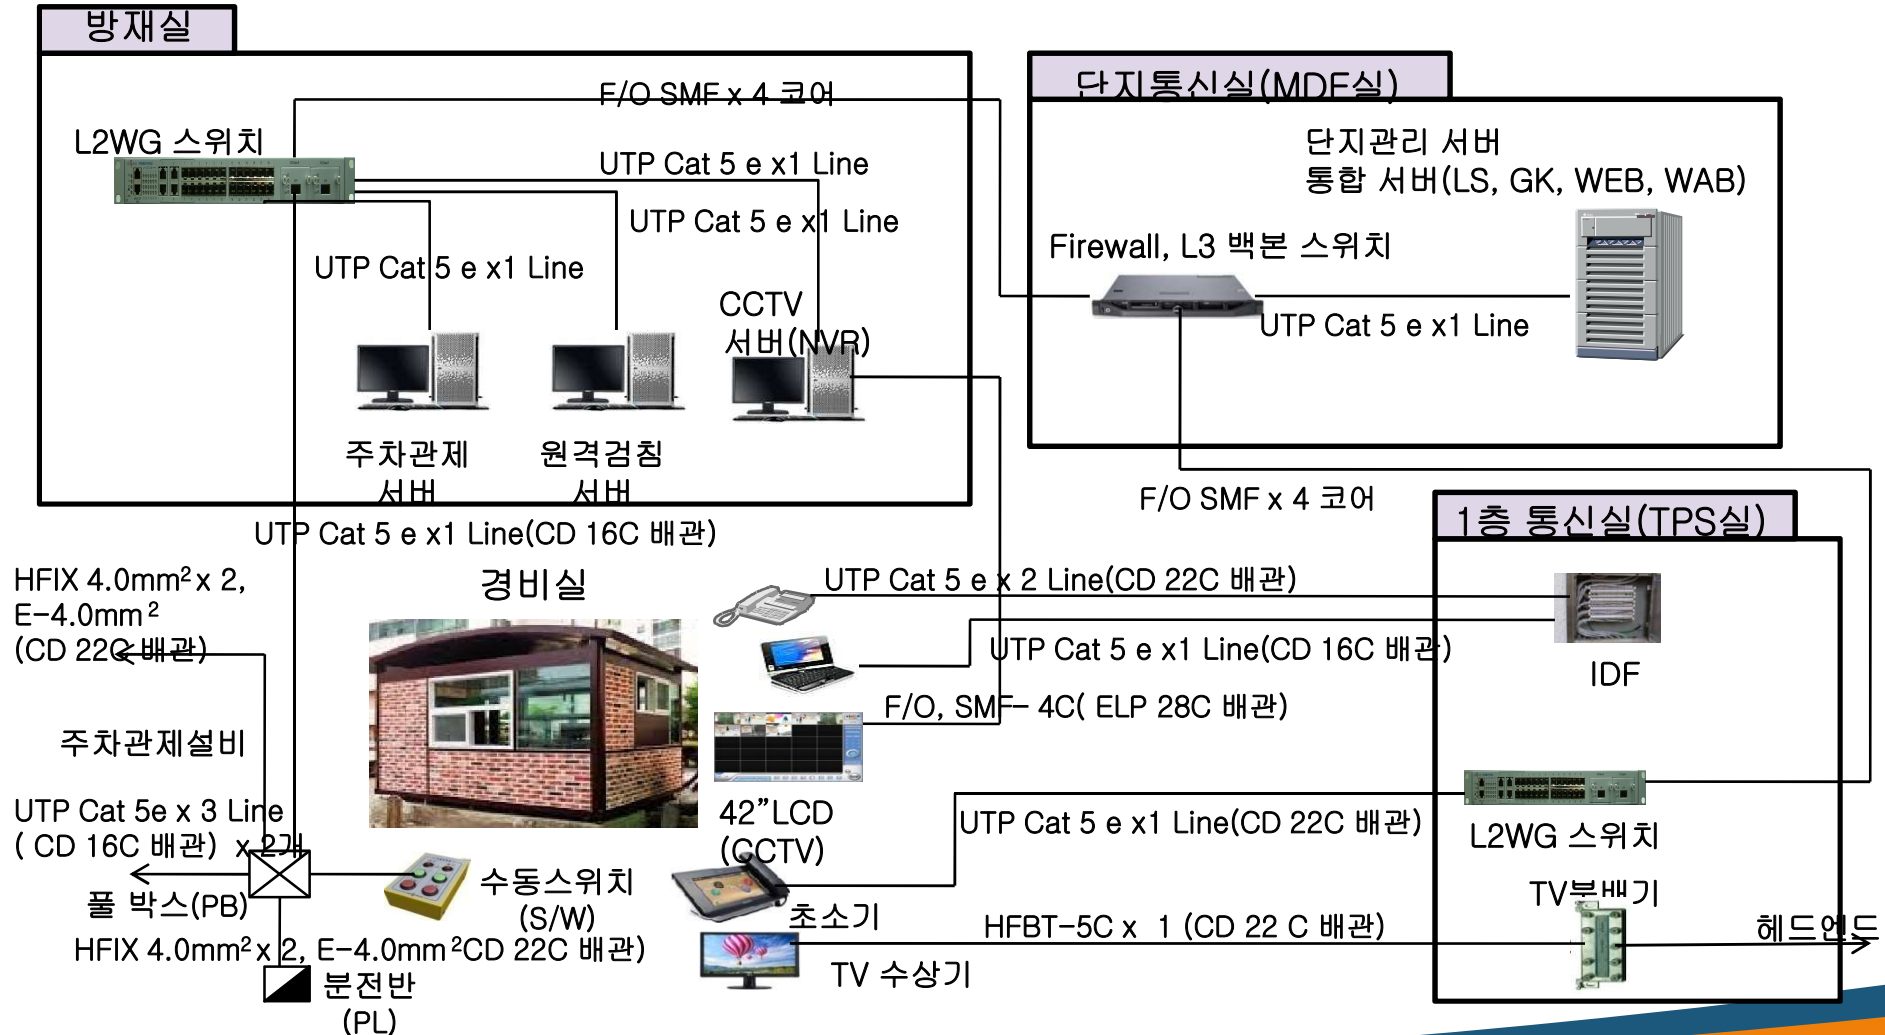 방재실
F/O SMF x 4 코어
L2WG 스위치
UTP Cat 5 e x1 Line
UTP Cat 5 e x1 Line
UTP Cat 5 e x1 Line
CCTV
서버(NVR)
주차관제
서버
원격검침
서버
단지통신실(MDF실)
단지관리 서버
통합 서버(LS, GK, WEB, WAB)
Firewall, L3 백본 스위치
UTP Cat 5 e x1 Line
F/O SMF x 4 코어
1층 통신실(TPS실)
UTP Cat 5 e x1 Line(CD 16C 배관)
HFIX 4.0mm² x 2,
E-4.0mm²
(CD 22C 배관)
경비실
UTP Cat 5 e x 2 Line(CD 22C 배관)
UTP Cat 5 e x1 Line(CD 16C 배관)
IDF
F/O, SMF- 4C( ELP 28C 배관)
주차관제설비
UTP Cat 5e x 3 Line
( CD 16C 배관) x 2개
42”LCD
(CCTV)
UTP Cat 5 e x1 Line(CD 22C 배관)
L2WG 스위치
풀 박스(PB)
수동스위치
(S/W)
초소기
TV분배기
HFIX 4.0mm² x 2, E-4.0mm²CD 22C 배관)
HFBT-5C x 1 (CD 22 C 배관)
헤드엔드
분전반
(PL)
TV 수상기